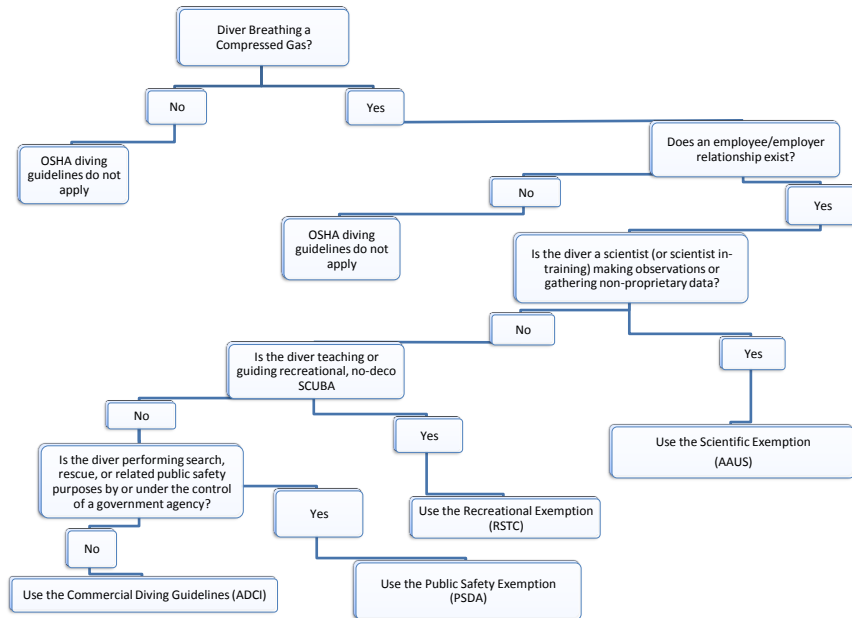 Diver Breathing a
Compressed Gas?
No
Yes
OSHA diving
guidelines do not
apply
Does an employee/employer
relationship exist?
No
Yes
OSHA diving
guidelines do not
apply
Is the diver a scientist (or scientist in-
training) making observations or
gathering non-proprietary data?
No
Yes
Is the diver teaching or
guiding recreational, no-deco
SCUBA
No
Yes
Use the Scientific Exemption
(AAUS)
Is the diver performing search,
rescue, or related public safety
purposes by or under the control
of a government agency?
Yes
Use the Recreational Exemption
(RSTC)
No
Use the Commercial Diving Guidelines (ADCI)
Use the Public Safety Exemption
(PSDA)